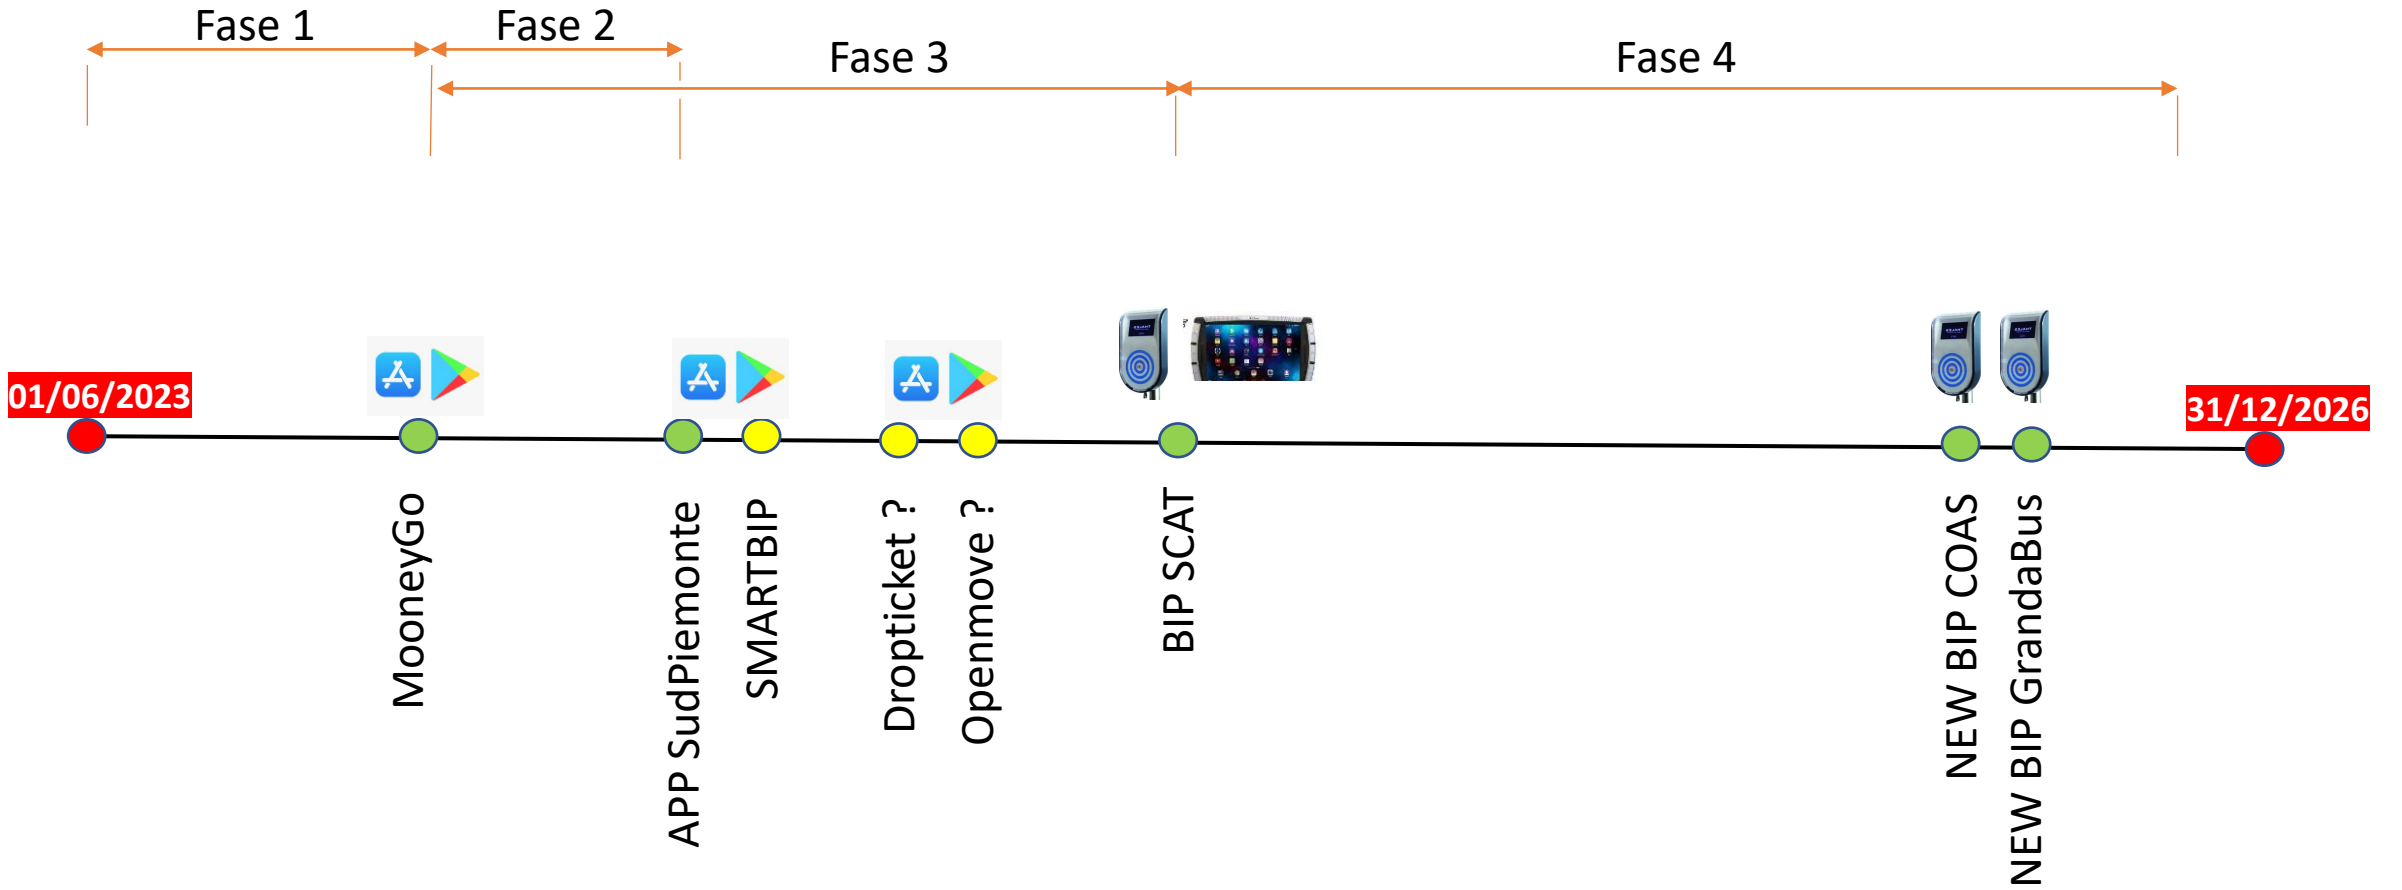 Fase 1
Fase 2
Fase 3
Fase 4
01/06/2023
31/12/2026
MooneyGo
APP SudPiemonte
SMARTBIP
Dropticket ?
Openmove ?
BIP SCAT
NEW BIP COAS
NEW BIP GrandaBus